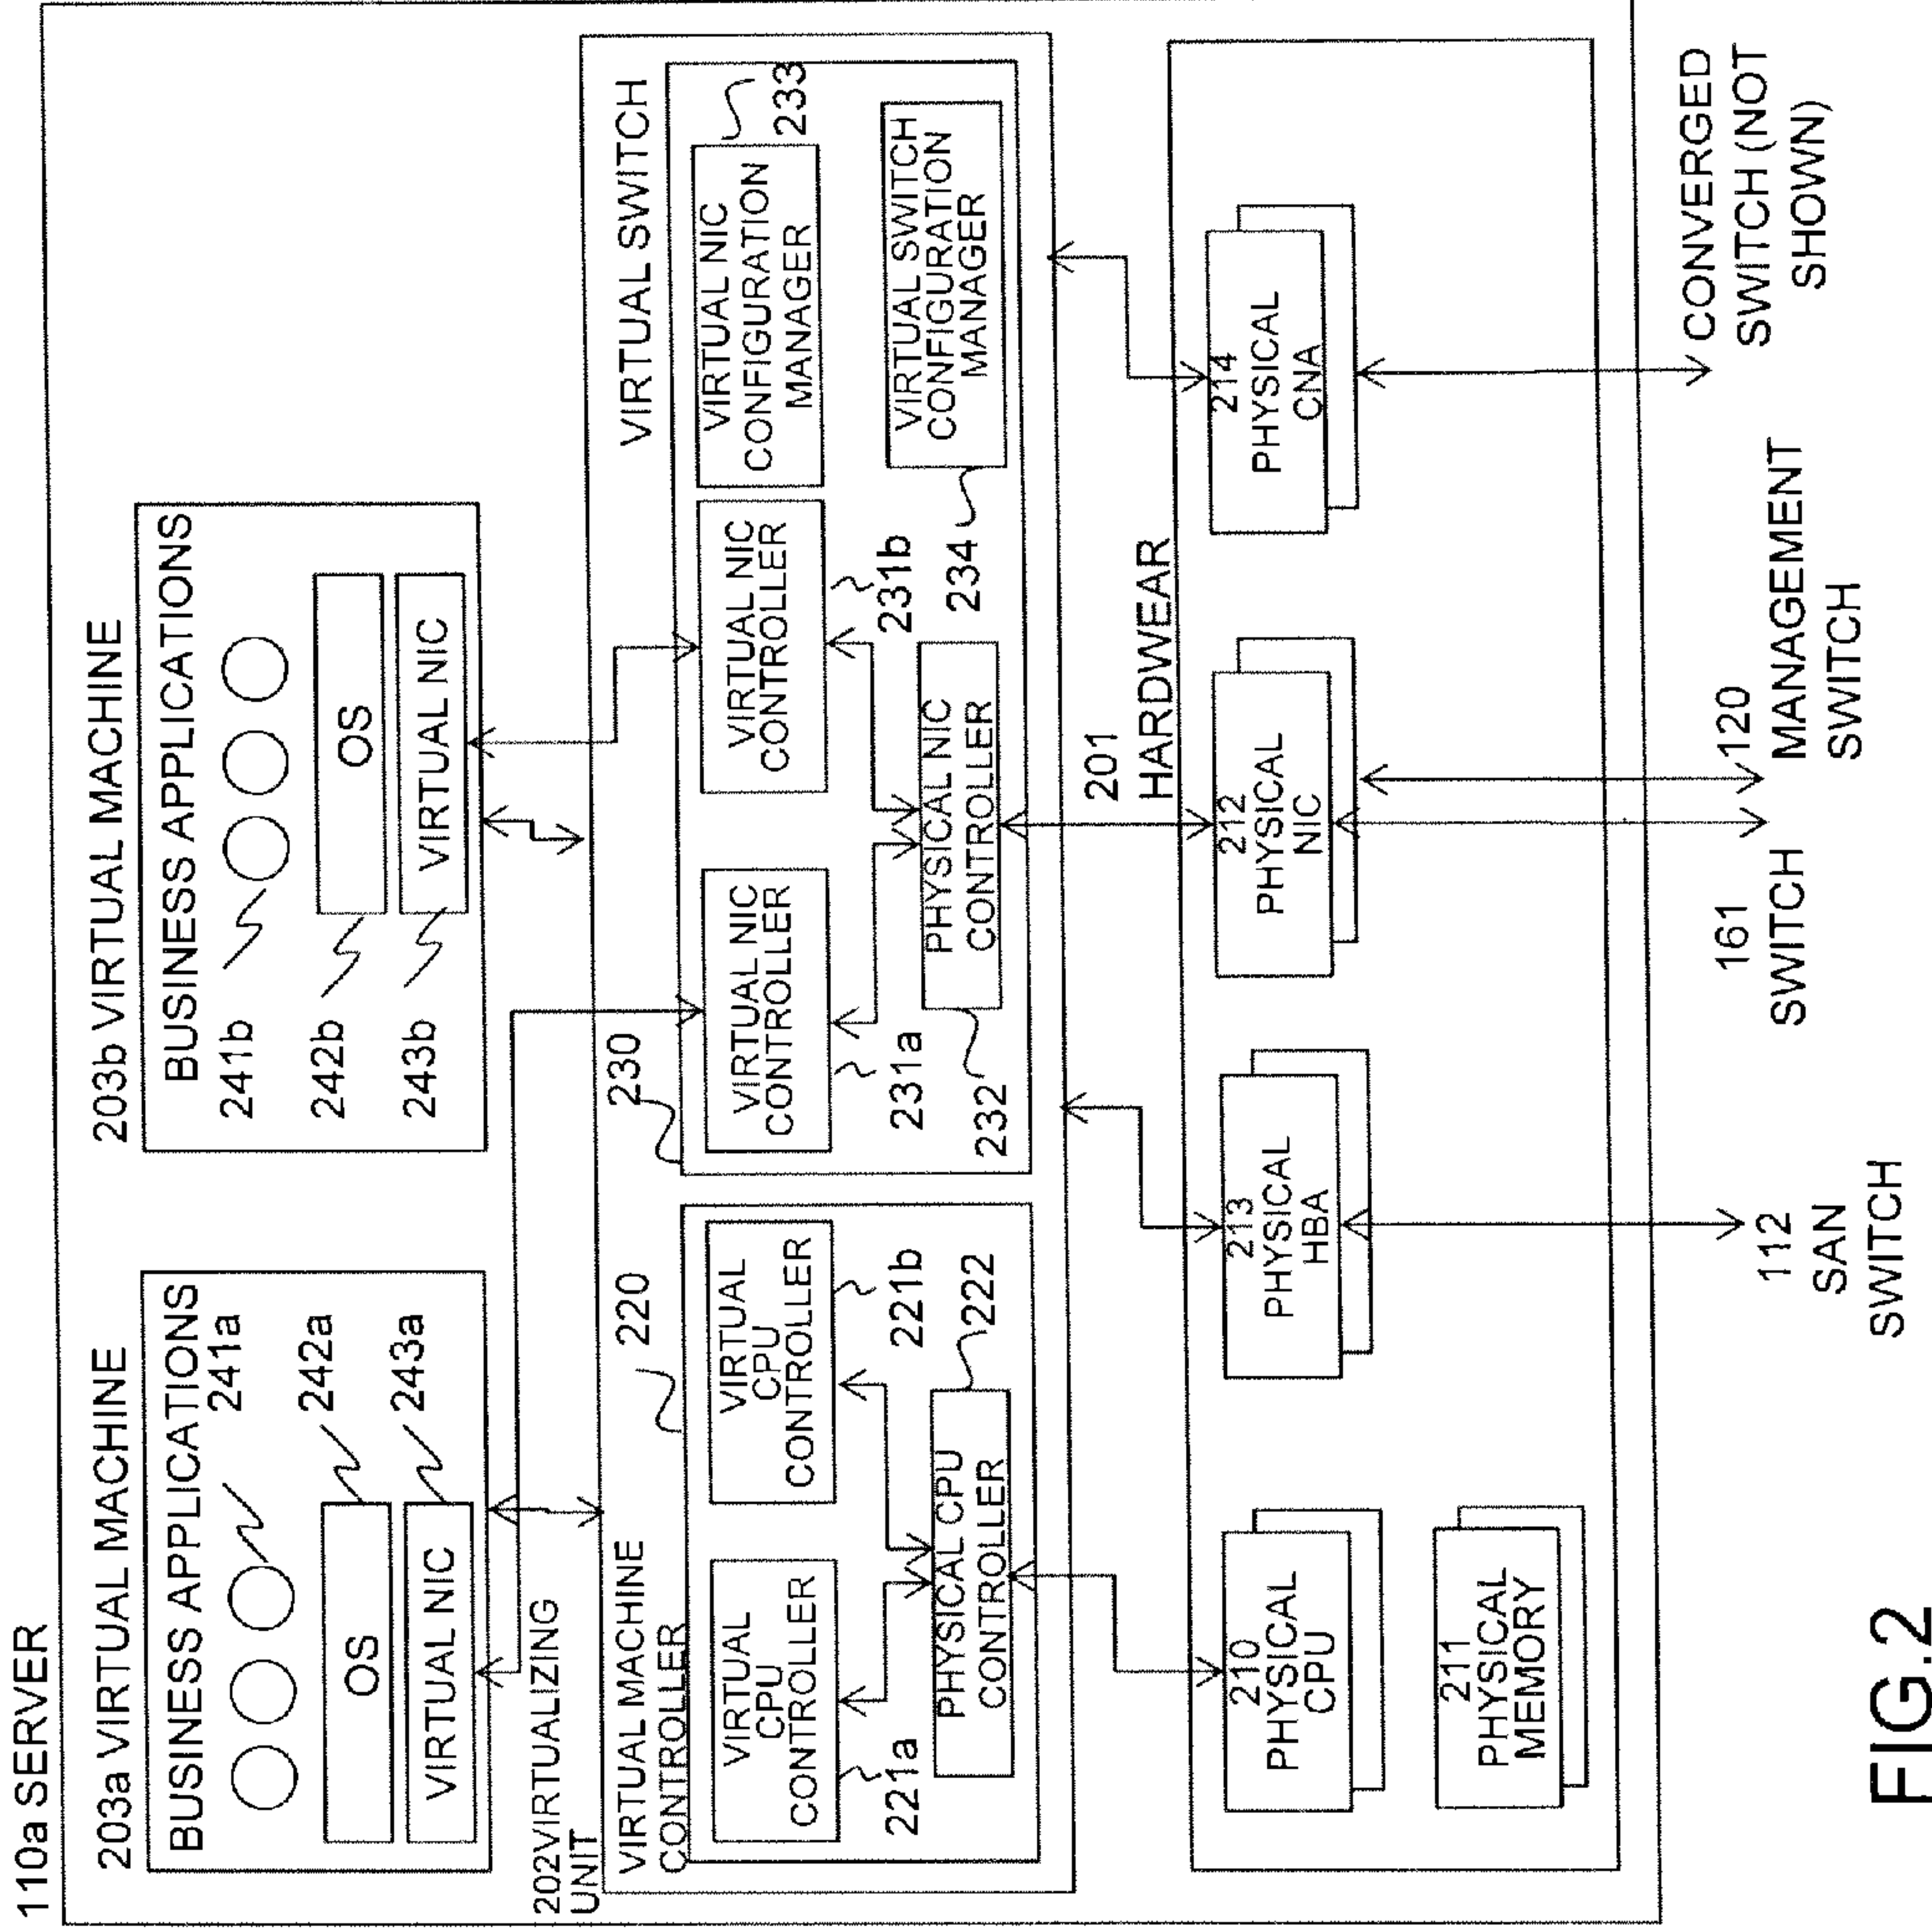 110a SERVER
203a VIRTUAL MACHINE
BUSINESS APPLICATIONS
241a
OS
242a
VIRTUAL NIC
243a
203b VIRTUAL MACHINE
BUSINESS APPLICATIONS
241b
242b
OS
243b
VIRTUAL NIC
202VIRTUALIZING
UNIT
VIRTUAL MACHINE
CONTROLLER
220
VIRTUAL
CPU
CONTROLLER
221a
VIRTUAL
CPU
CONTROLLER
221b
PHYSICAL CPU
CONTROLLER
222
230
VIRTUAL SWITCH
VIRTUAL NIC
CONTROLLER
231a
VIRTUAL NIC
CONTROLLER
231b
VIRTUAL NIC
CONFIGURATION
MANAGER
233
232
PHYSICAL NIC
CONTROLLER
234
VIRTUAL SWITCH
CONFIGURATION
MANAGER
201
HARDWEAR
210
PHYSICAL
CPU
211
PHYSICAL
MEMORY
213
PHYSICAL
HBA
212
PHYSICAL
NIC
214
PHYSICAL
CNA
112
SAN
SWITCH
161
SWITCH
120
MANAGEMENT
SWITCH
CONVERGED
SWITCH (NOT
SHOWN)
FIG.2